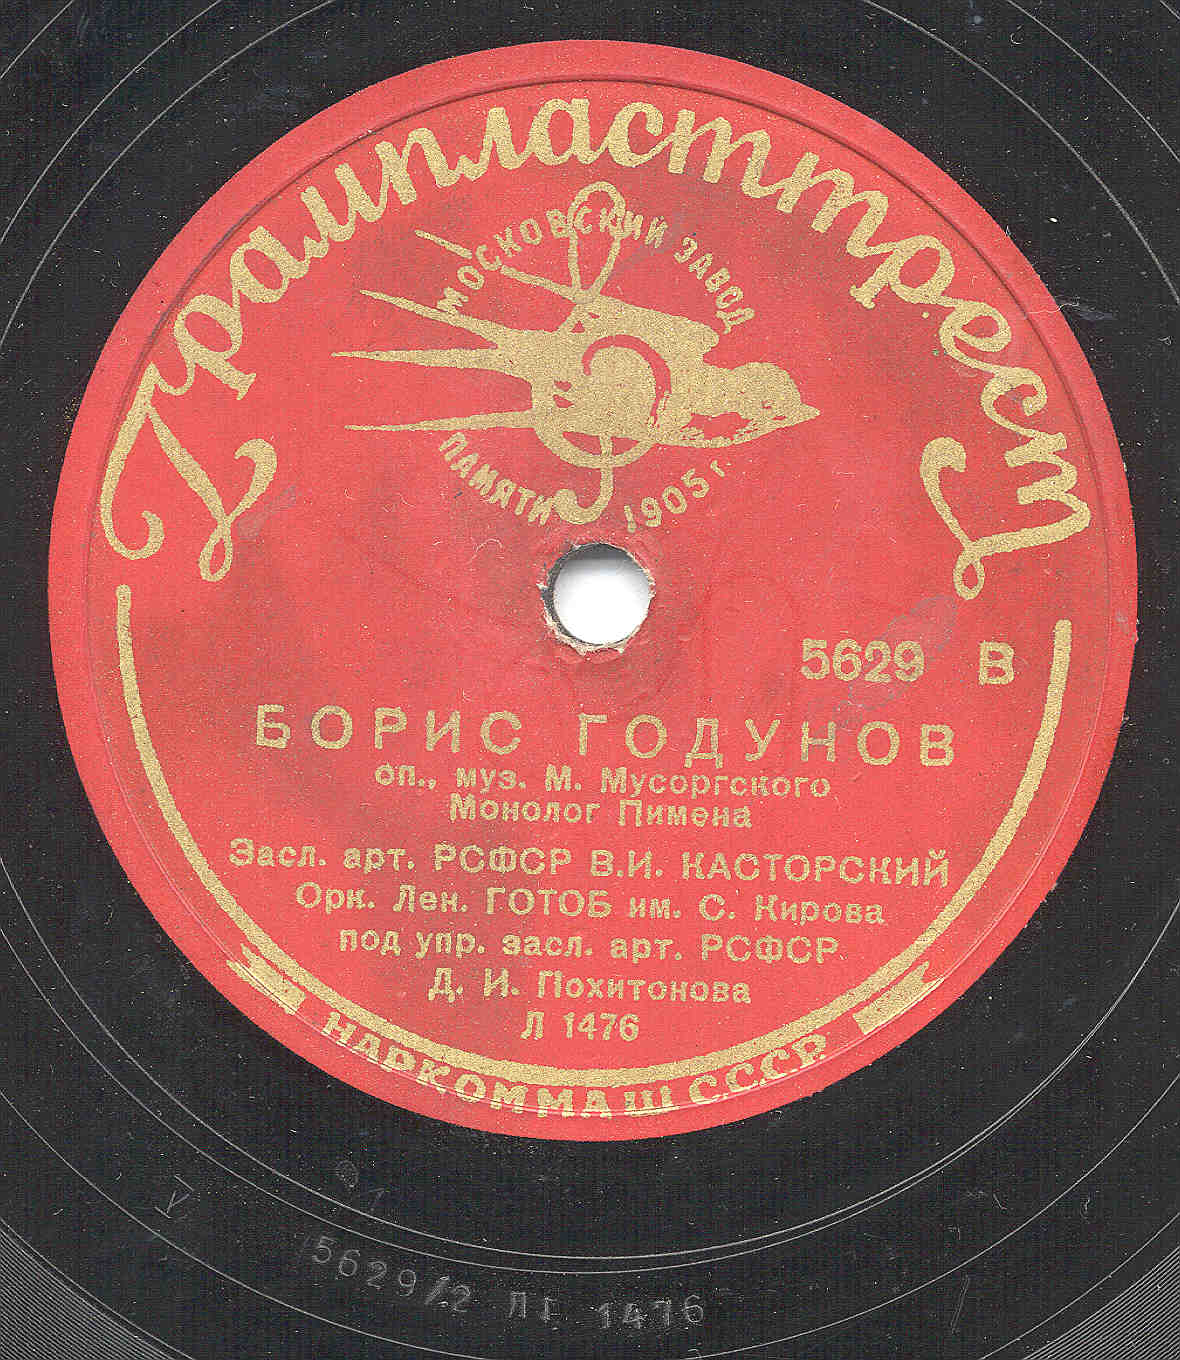 Грампласттрест
МОСКОВСКИЙ ЗАВОД
ПАМЯТИ 1905 г.
5629 В
БОРИС ГОДУНОВ
оп., муз. М. Мусоргского
Монолог Пимена
Засл. арт. РСФСР В.И. КАСТОРСКИЙ
Орк. Лен. ГОТОБ им. С. Кирова
под упр. засл. арт. РСФСР
Д. И. Похитонова
Л 1476
НАРКОММАШ С.С.С.Р.
5629/2 ЛГ 1476